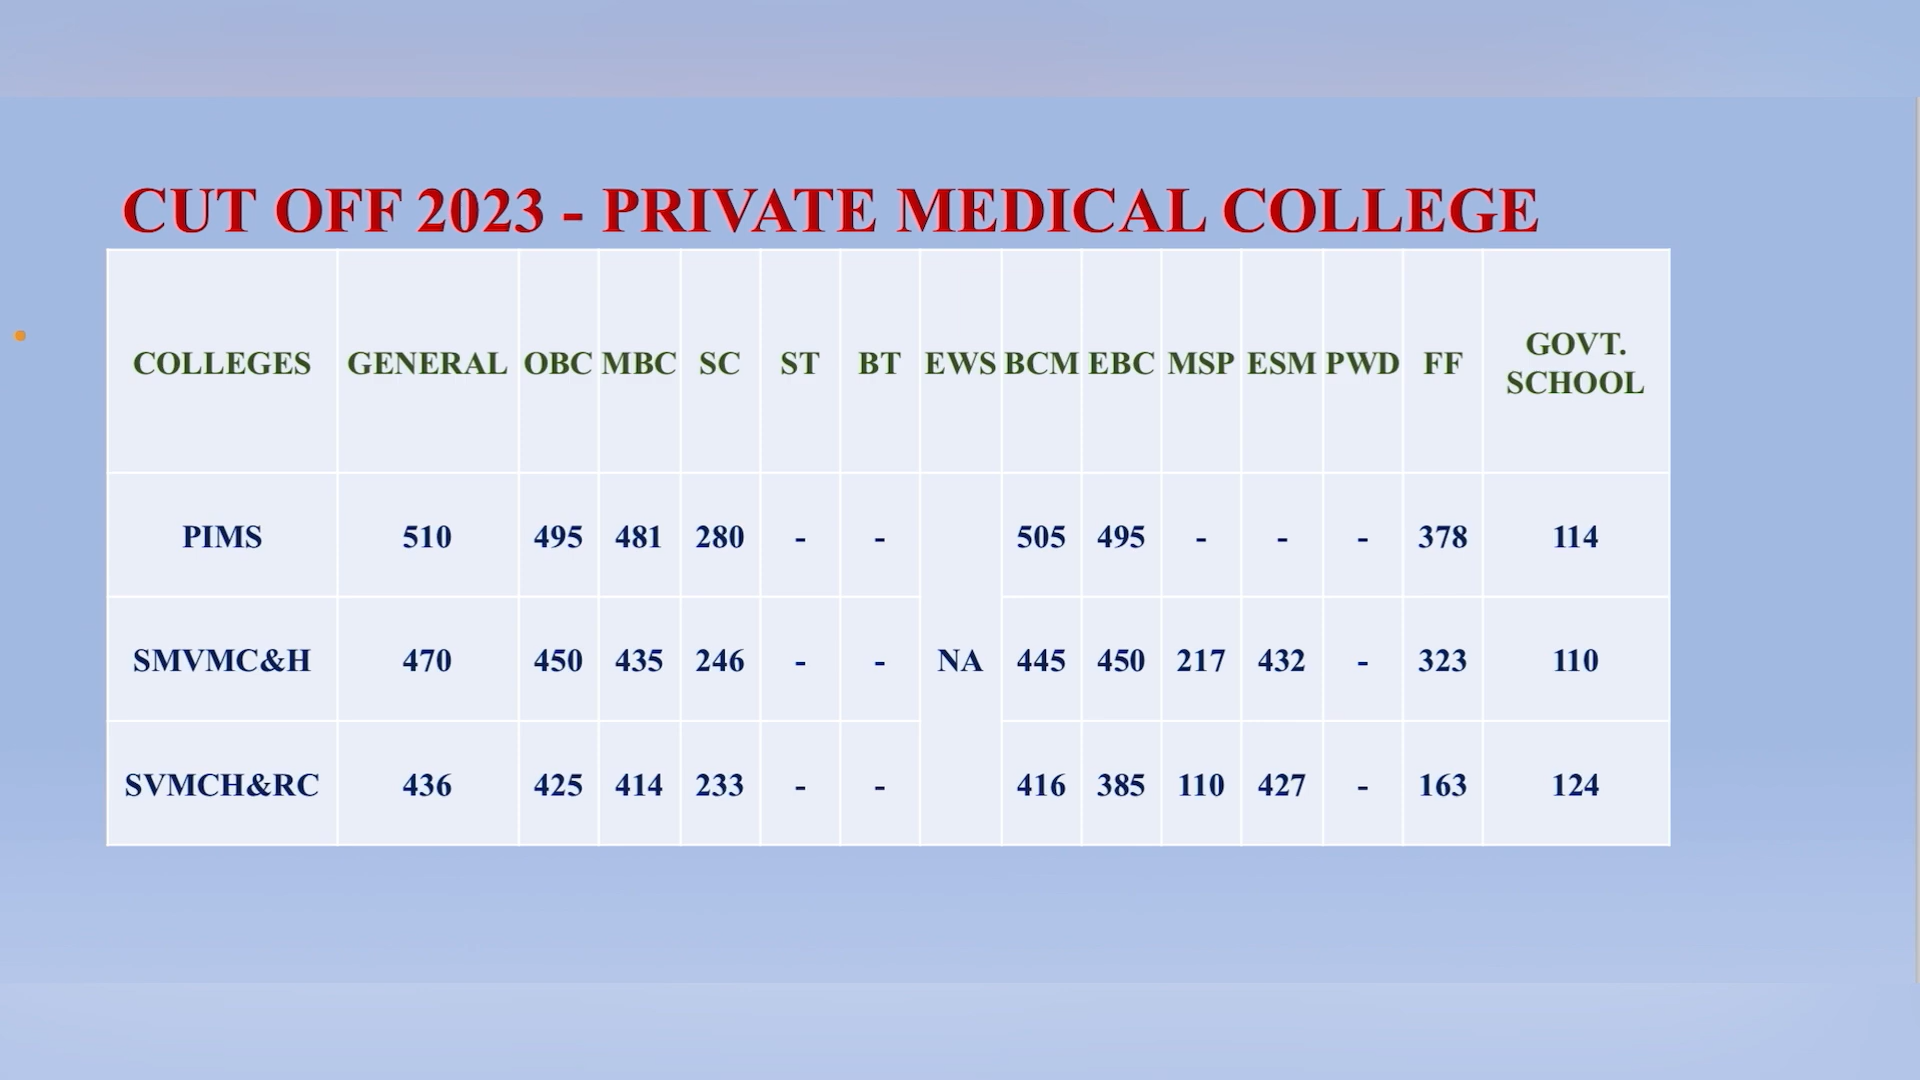 CUT OFF 2023 - PRIVATE MEDICAL COLLEGE
COLLEGES GENERAL OBC MBC SC ST BT EWS BCM EBC MSP ESM PWD FF GOVT. SCHOOL
PIMS 510 495 481 280 - - 505 495 - - - 378 114
SMVMC&H 470 450 435 246 - - NA 445 450 217 432 - 323 110
SVMCH&RC 436 425 414 233 - - 416 385 110 427 - 163 124